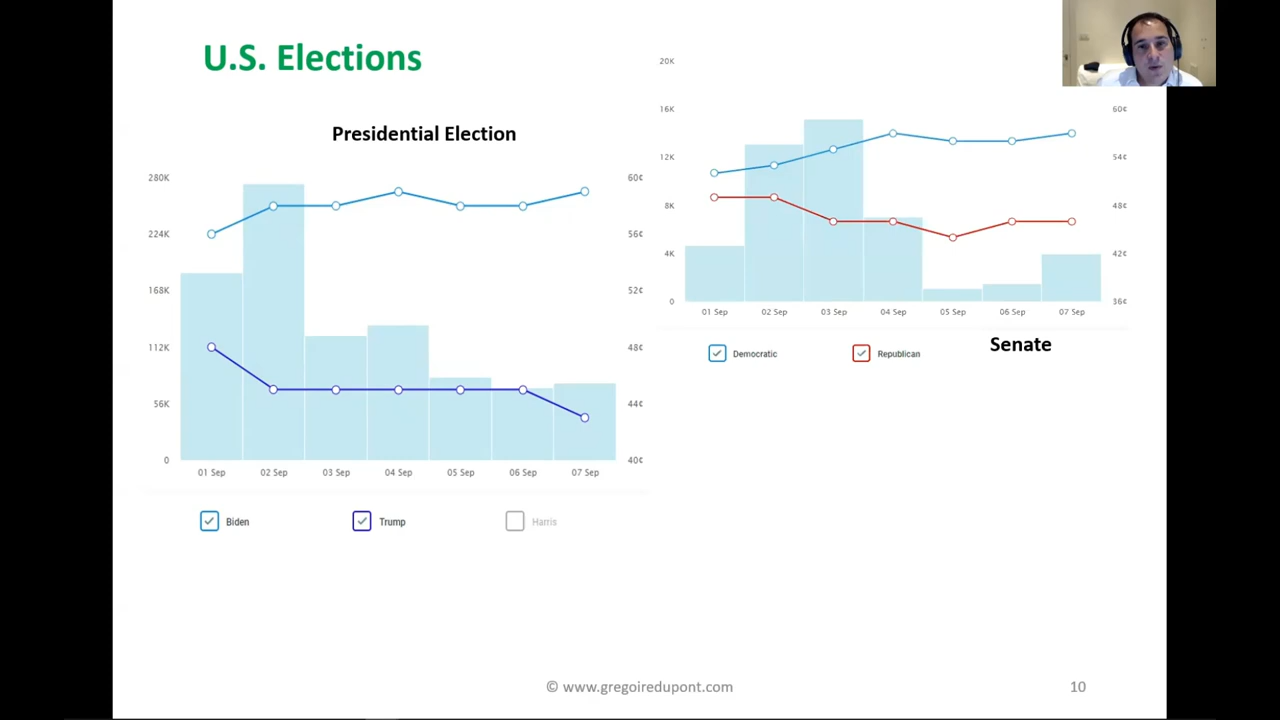 U.S. Elections
Presidential Election
280K
224K
168K
112K
56K
0
60¢
56¢
52¢
48¢
44¢
40¢
01 Sep 02 Sep 03 Sep 04 Sep 05 Sep 06 Sep 07 Sep
Biden Trump Harris
20K
16K
12K
8K
4K
0
60¢
54¢
48¢
42¢
36¢
01 Sep 02 Sep 03 Sep 04 Sep 05 Sep 06 Sep 07 Sep
Democratic Republican
Senate
© www.gregoiredupont.com
10